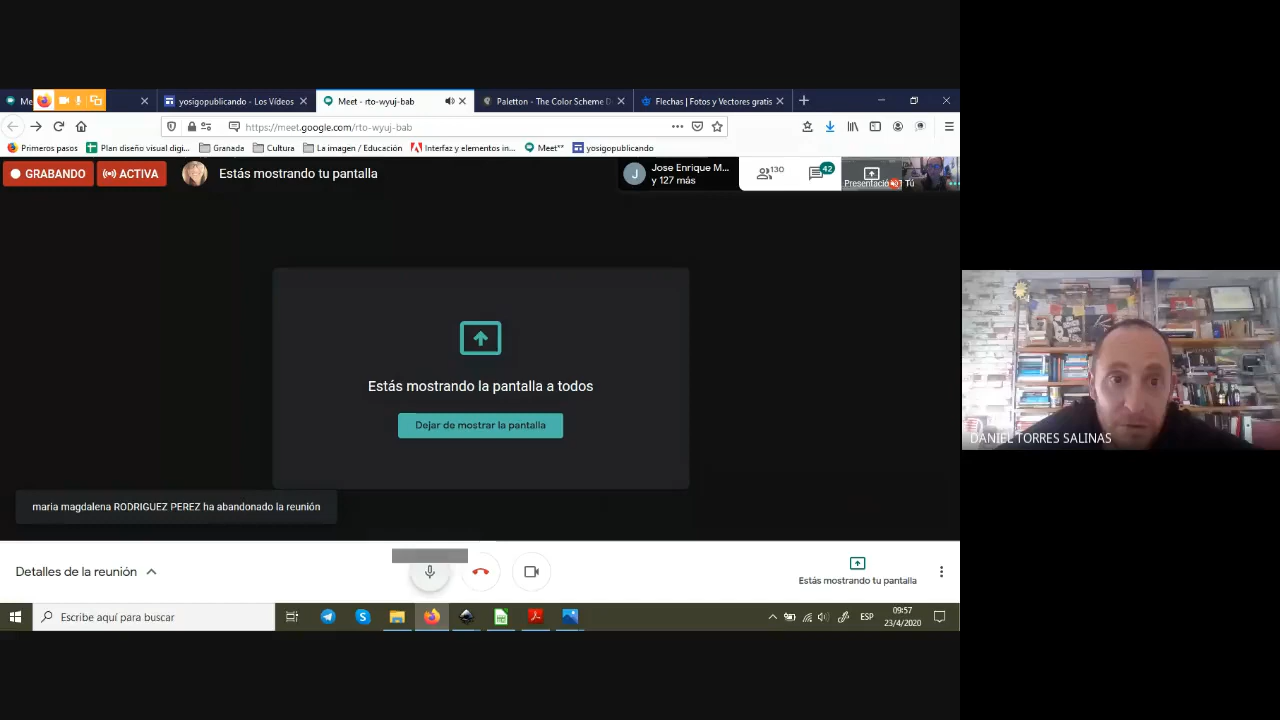 Me
yosigopublicando - Los Vídeos
Meet - rto-wyuj-bab
Paletton - The Color Scheme D
Flechas | Fotos y Vectores gratis
https://meet.google.com/rto-wyuj-bab
Primeros pasos
Plan diseño visual digi...
Granada
Cultura
La imagen / Educación
Interfaz y elementos in...
Meet**
yosigopublicando
GRABANDO
ACTIVA
Estás mostrando tu pantalla
J
Jose Enrique M...
y 127 más
130
42
Presentació
Tú
Estás mostrando la pantalla a todos
Dejar de mostrar la pantalla
DANIEL TORRES SALINAS
maria magdalena RODRIGUEZ PEREZ ha abandonado la reunión
Detalles de la reunión
Estás mostrando tu pantalla
Escribe aquí para buscar
ESP
09:57
23/4/2020